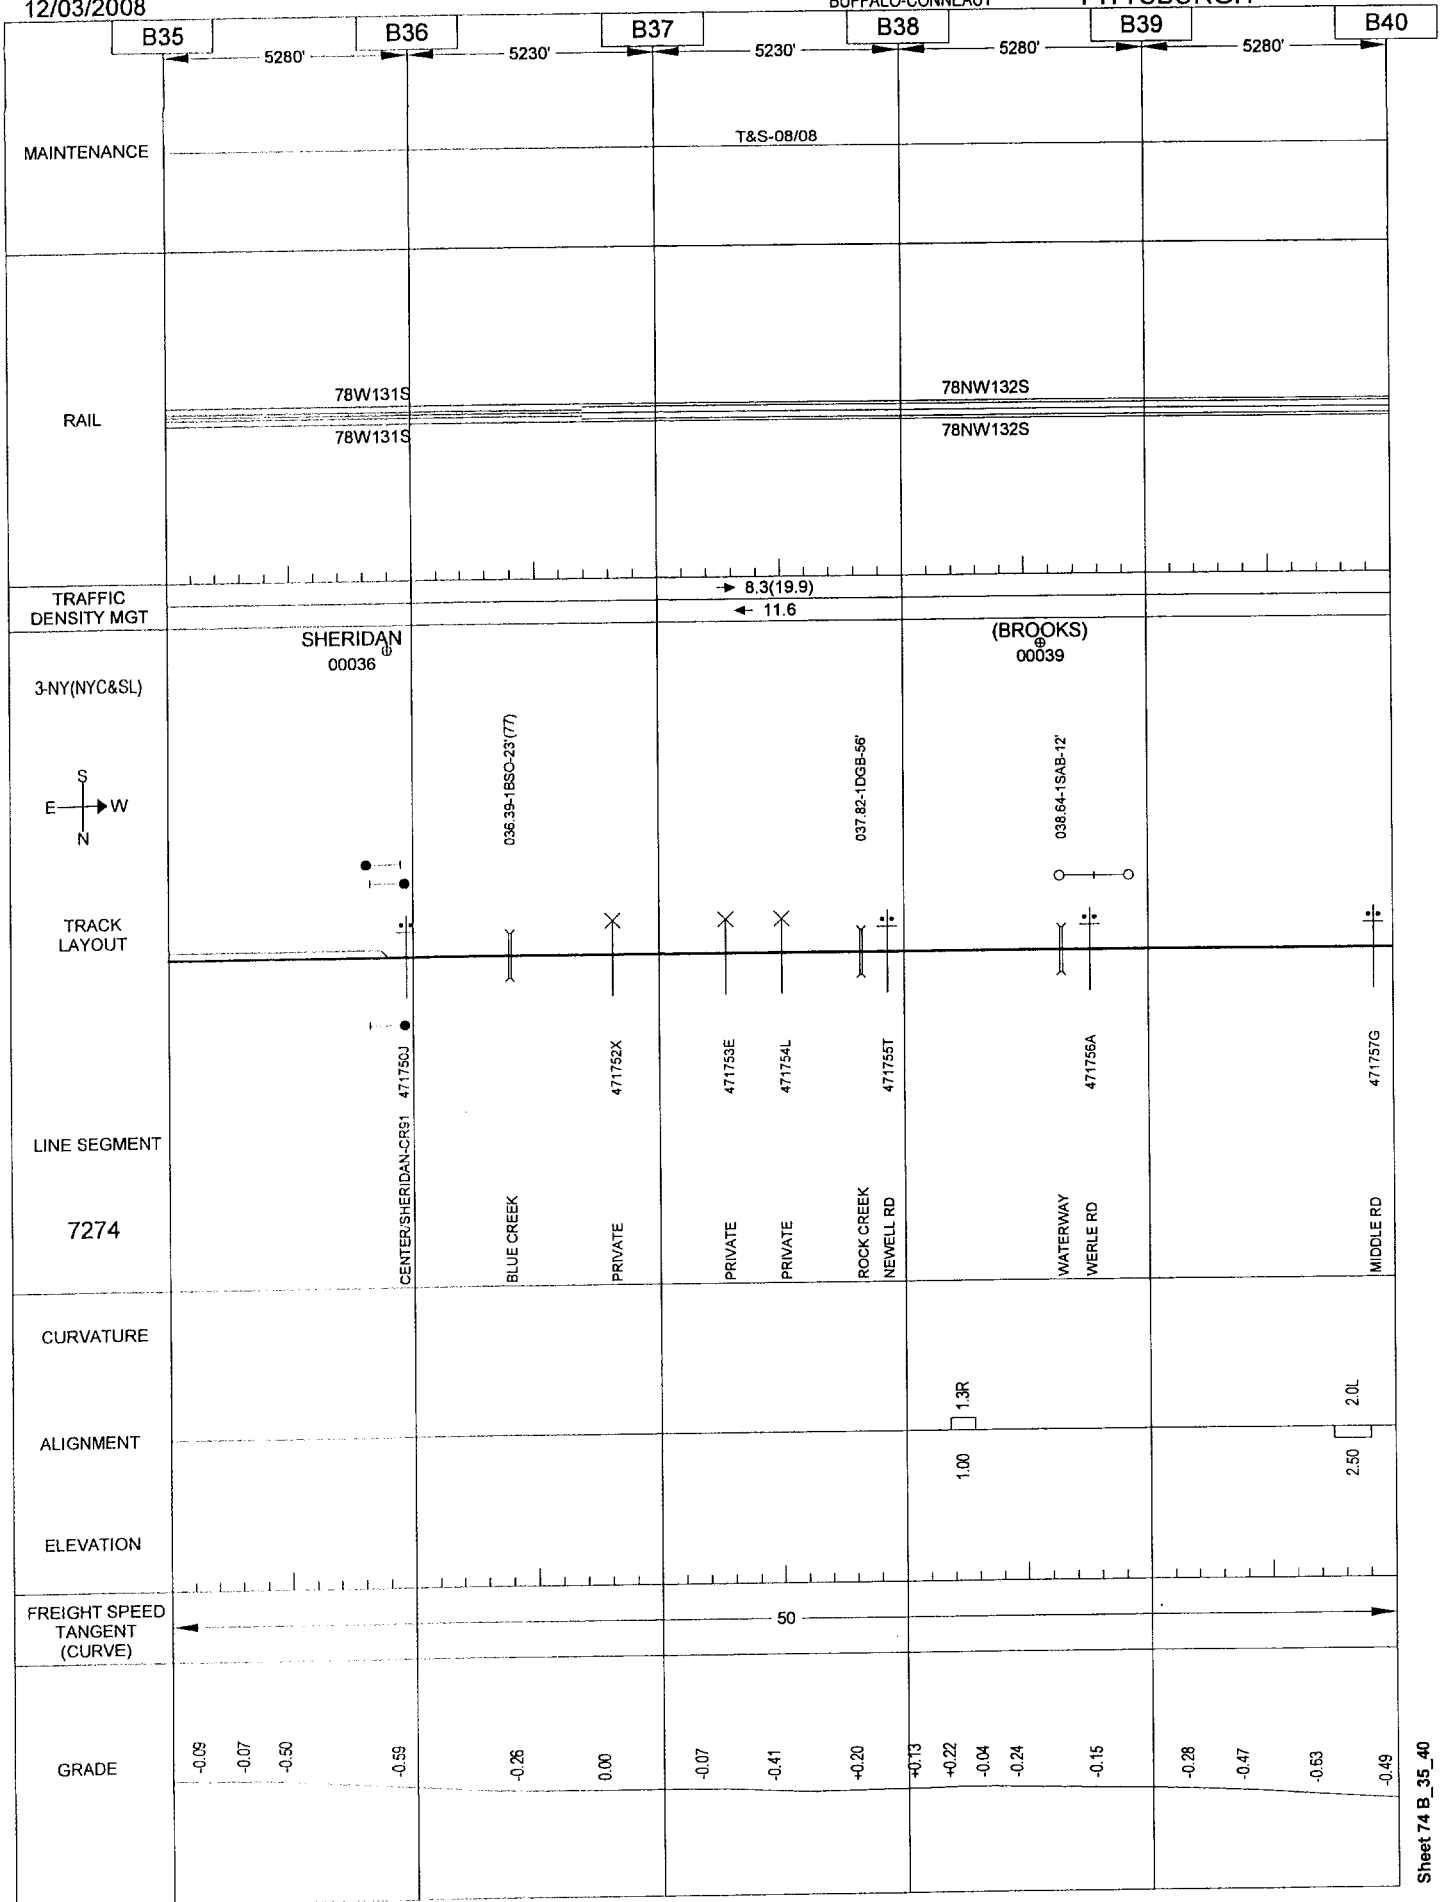 12/03/2008
BUFFALO-CONNEAUT
PITTSBURGH
B35
B36
B37
B38
B39
B40
5280'
5230'
5230'
5280'
5280'
MAINTENANCE
T&S-08/08
RAIL
78W131S
78NW132S
78W131S
78NW132S
TRAFFIC
DENSITY MGT
8.3(19.9)
11.6
3-NY(NYC&SL)
SHERIDAN
00036
(BROOKS)
00039
S
E W
N
036.39-1BSO-23'(77)
037.82-1DGB-56'
038.64-1SAB-12'
TRACK
LAYOUT
471750J
471752X
471753E
471754L
471755T
471756A
471757G
LINE SEGMENT
7274
CENTER/SHERIDAN-CR91
BLUE CREEK
PRIVATE
PRIVATE
PRIVATE
ROCK CREEK
NEWELL RD
WATERWAY
WERLE RD
MIDDLE RD
CURVATURE
1.3R
2.0L
ALIGNMENT
1.00
2.50
ELEVATION
FREIGHT SPEED
TANGENT
(CURVE)
50
GRADE
-0.09
-0.07
-0.50
-0.59
-0.26
0.00
-0.07
-0.41
+0.20
+0.13
+0.22
-0.04
-0.24
-0.15
-0.28
-0.47
-0.63
-0.49
Sheet 74 B_35_40